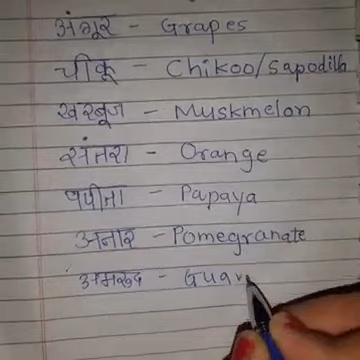 अंगूर - Grapes
चीकू - Chikoo/Sapodilla
खरबूज - Muskmelon
संतरा - Orange
पपीता - Papaya
अनार - Pomegranate
अमरूद - Guav